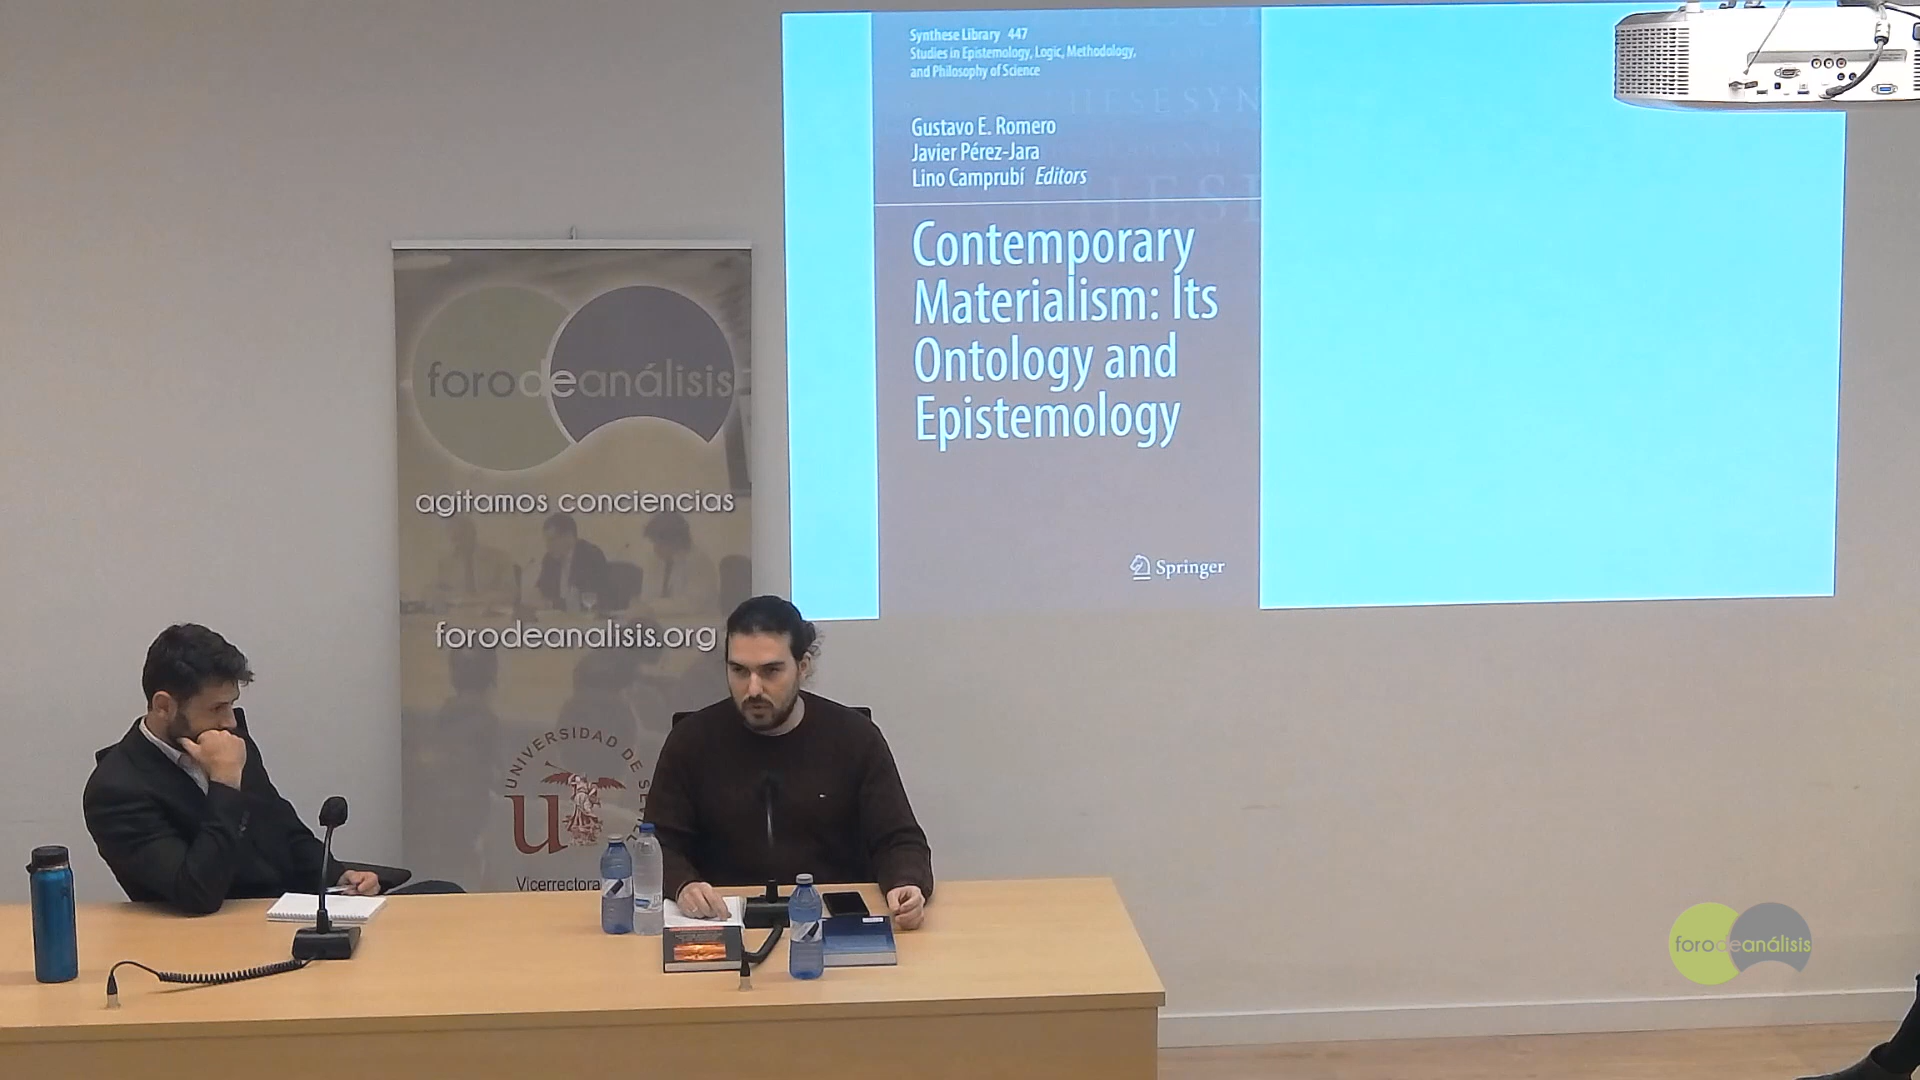 Synthese Library 447
Studies in Epistemology, Logic, Methodology,
and Philosophy of Science
Gustavo E. Romero
Javier Pérez-Jara
Lino Camprubí Editors
Contemporary
Materialism: Its
Ontology and
Epistemology
Springer
forodeanálisis
agitamos conciencias
forodeanalisis.org
UNIVERSIDAD DE SE
Vicerrectora
forodeanálisis